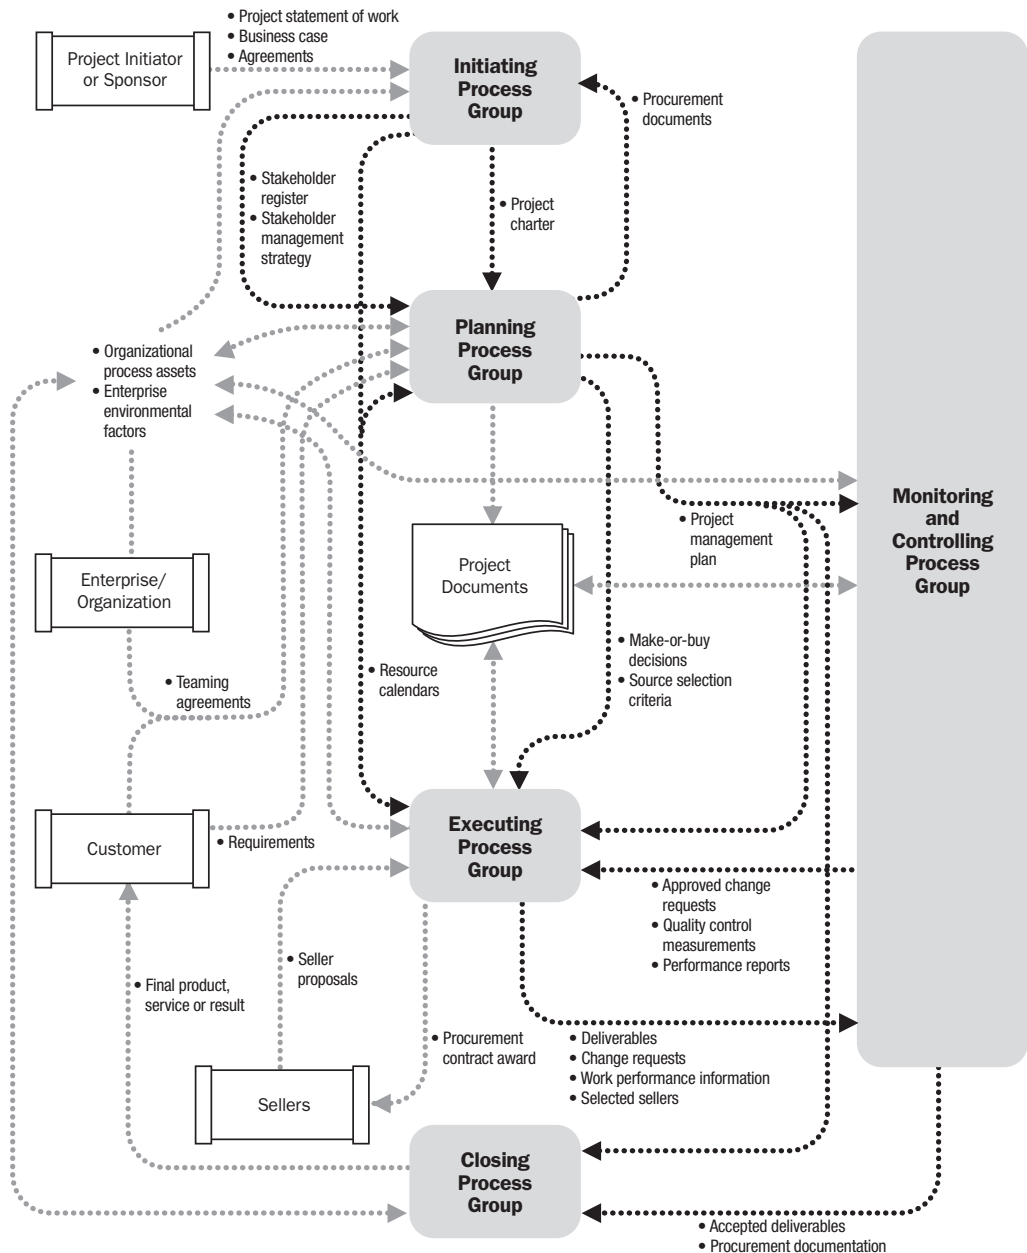 • Project statement of work
• Business case
• Agreements
Project Initiator
or Sponsor
Initiating
Process
Group
• Procurement
documents
• Stakeholder
register
• Stakeholder
management
strategy
• Project
charter
Planning
Process
Group
• Organizational
process assets
• Enterprise
environmental
factors
Monitoring
and
Controlling
Process
Group
• Project
management
plan
Project
Documents
Enterprise/
Organization
• Make-or-buy
decisions
• Source selection
criteria
• Resource
calendars
• Teaming
agreements
Executing
Process
Group
Customer
• Requirements
• Approved change
requests
• Quality control
measurements
• Performance reports
• Seller
proposals
• Final product,
service or result
• Procurement
contract award
• Deliverables
• Change requests
• Work performance information
• Selected sellers
Sellers
Closing
Process
Group
• Accepted deliverables
• Procurement documentation